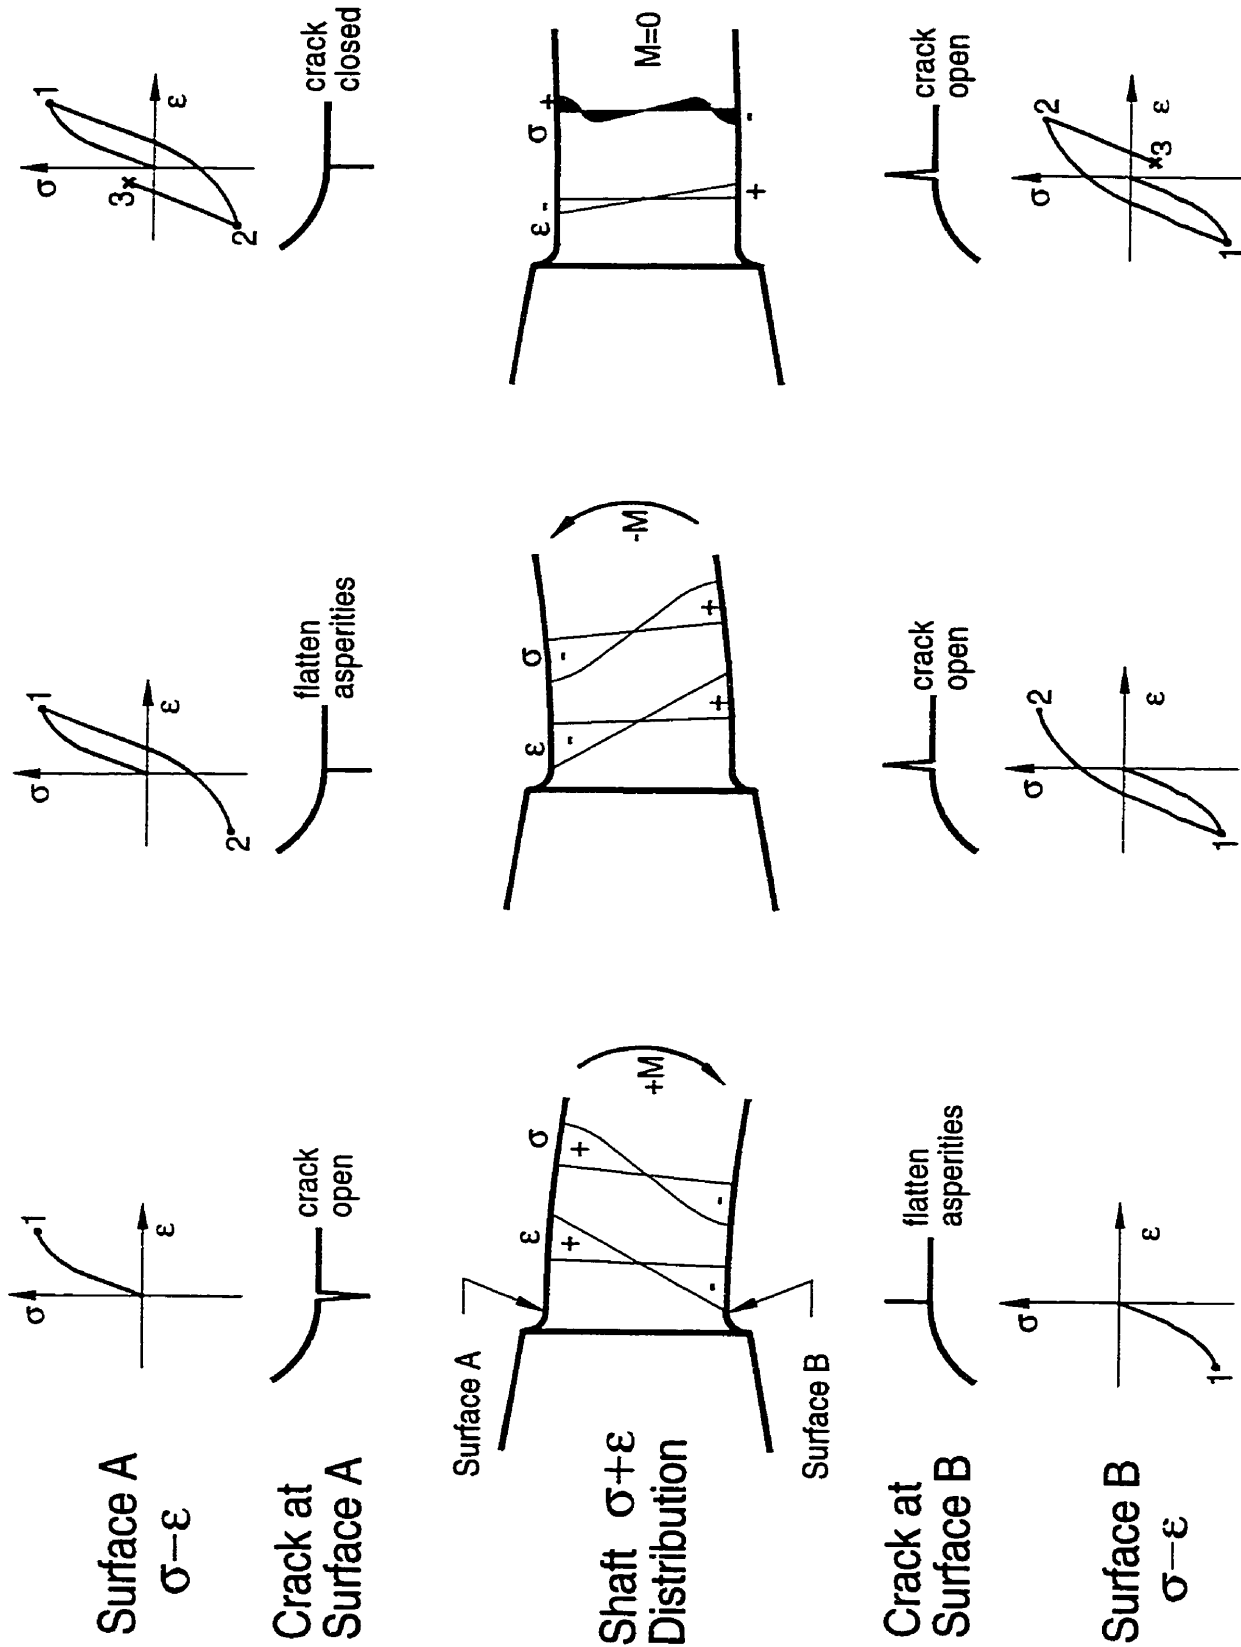 Surface A
σ–ε
σ
1
ε
σ
1
ε
2
σ
1
ε
3
2
Crack at
Surface A
crack
open
flatten
asperities
crack
closed
Shaft σ+ε
Distribution
Surface A
Surface B
ε
+
-
σ
+
-
+M
ε
-
+
σ
-
+
-M
ε
-
+
σ
+
-
M=0
Crack at
Surface B
flatten
asperities
crack
open
crack
open
Surface B
σ–ε
σ
ε
1
σ
2
ε
1
σ
2
ε
3
1